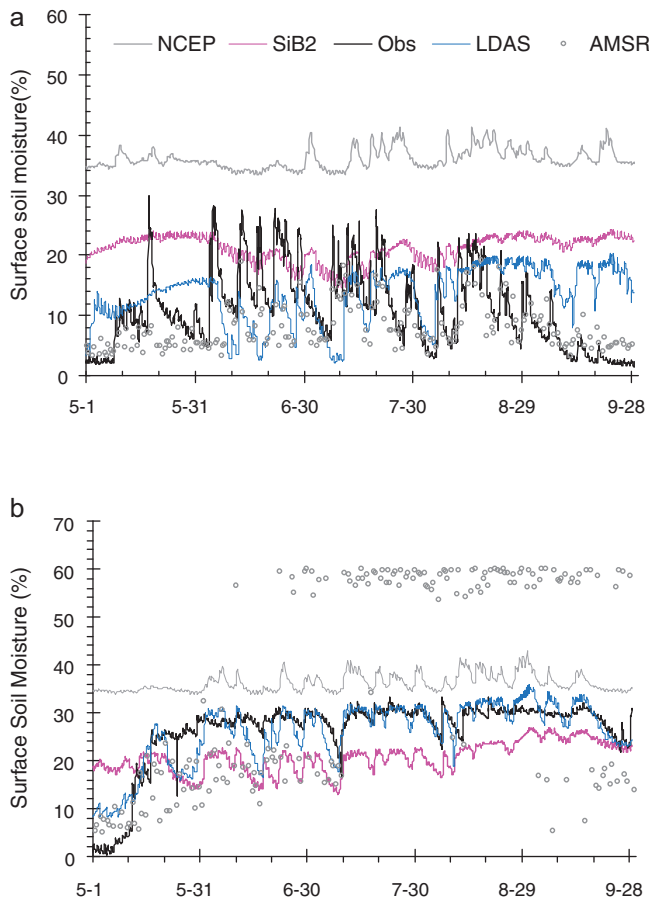 a
60
NCEP SiB2 Obs LDAS AMSR
50
40
30
20
10
0
Surface soil moisture(%)
5-1 5-31 6-30 7-30 8-29 9-28
b
70
60
50
40
30
20
10
0
Surface Soil Moisture (%)
5-1 5-31 6-30 7-30 8-29 9-28